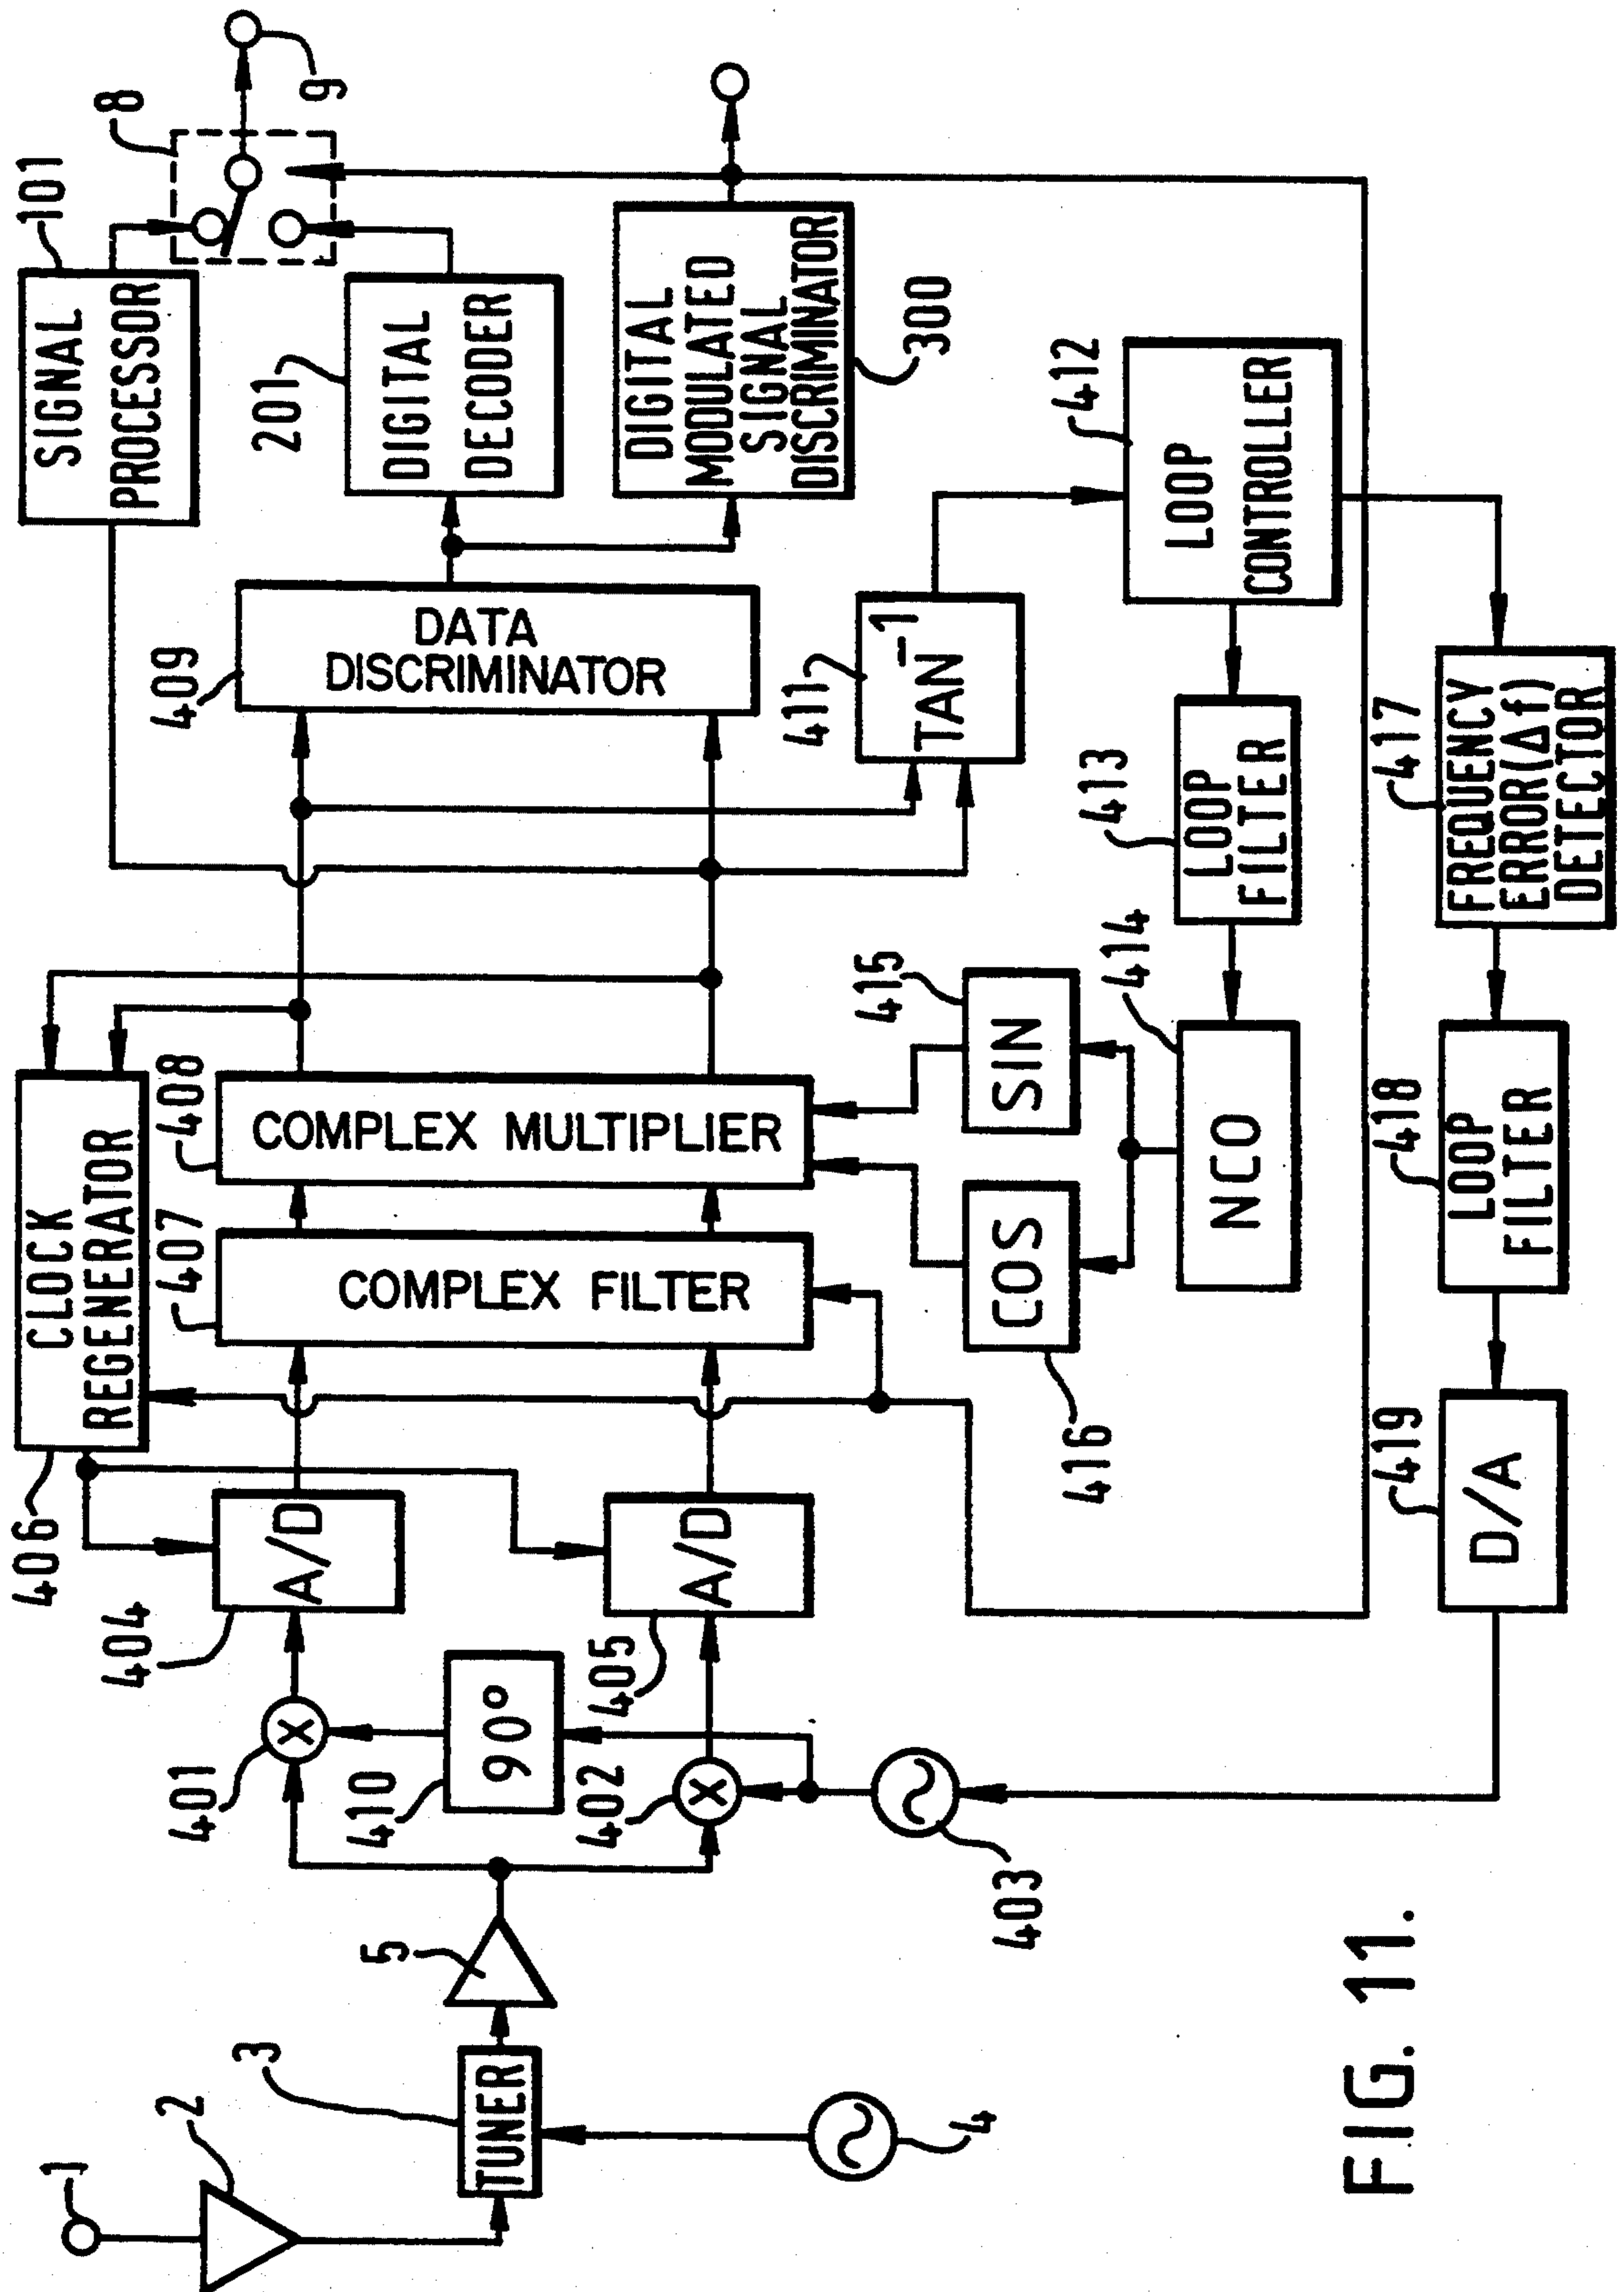 1
2
3
TUNER
4
5
401
410
90°
402
403
404
A/D
405
A/D
406
CLOCK
REGENERATOR
407
COMPLEX FILTER
408
COMPLEX MULTIPLIER
415
SIN
COS
416
414
NCO
413
LOOP
FILTER
412
LOOP
CONTROLLER
411
TAN⁻¹
409
DATA
DISCRIMINATOR
101
SIGNAL
PROCESSOR
201
DIGITAL
DECODER
DIGITAL
MODULATED
SIGNAL
DISCRIMINATOR
300
8
9
417
FREQUENCY
ERROR(Δf)
DETECTOR
418
LOOP
FILTER
419
D/A
FIG. 11.